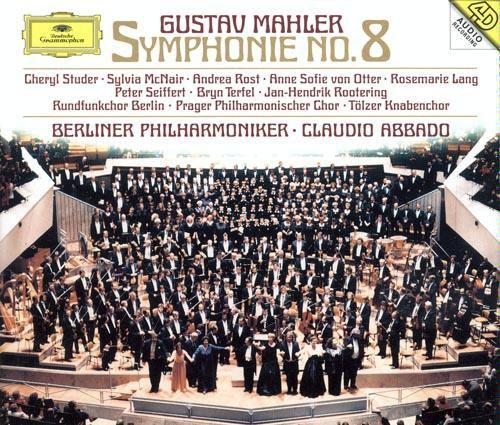 Deutsche
Grammophon
GUSTAV MAHLER
SYMPHONIE NO. 8
4D
AUDIO
RECORDING
Cheryl Studer · Sylvia McNair · Andrea Rost · Anne Sofie von Otter · Rosemarie Lang
Peter Seiffert · Bryn Terfel · Jan-Hendrik Rootering
Rundfunkchor Berlin · Prager Philharmonischer Chor · Tölzer Knabenchor
BERLINER PHILHARMONIKER · CLAUDIO ABBADO